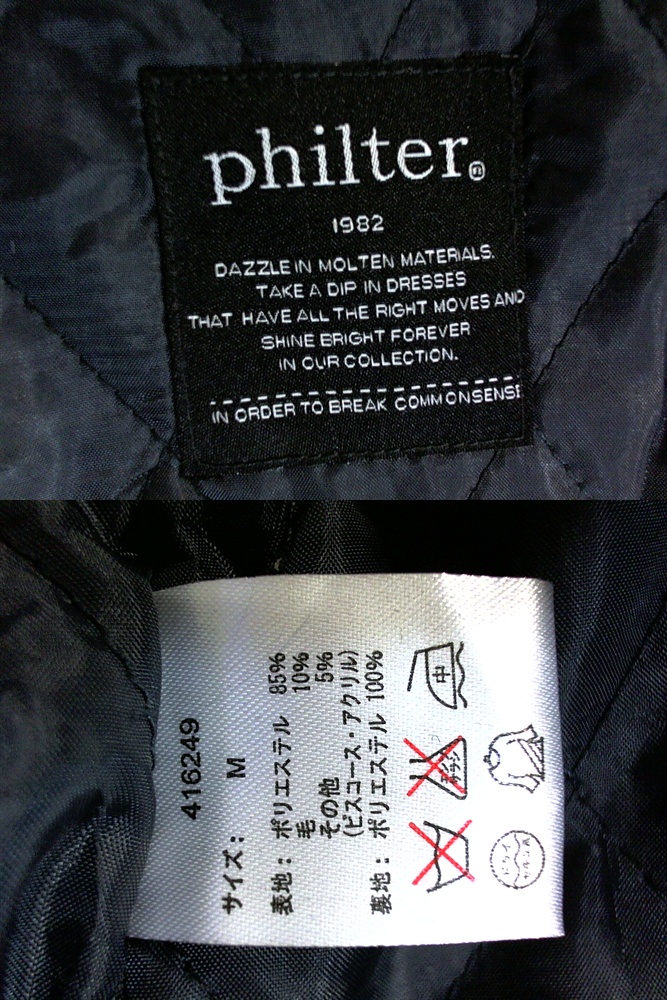 philter
1982
DAZZLE IN MOLTEN MATERIALS.
TAKE A DIP IN DRESSES
THAT HAVE ALL THE RIGHT MOVES AND
SHINE BRIGHT FOREVER
IN OUR COLLECTION.
IN ORDER TO BREAK COMMONSENSE
416249
サイズ: M
表地: ポリエステル 85%
毛 10%
その他 5%
(ビスコース・アクリル)
裏地: ポリエステル 100%
中